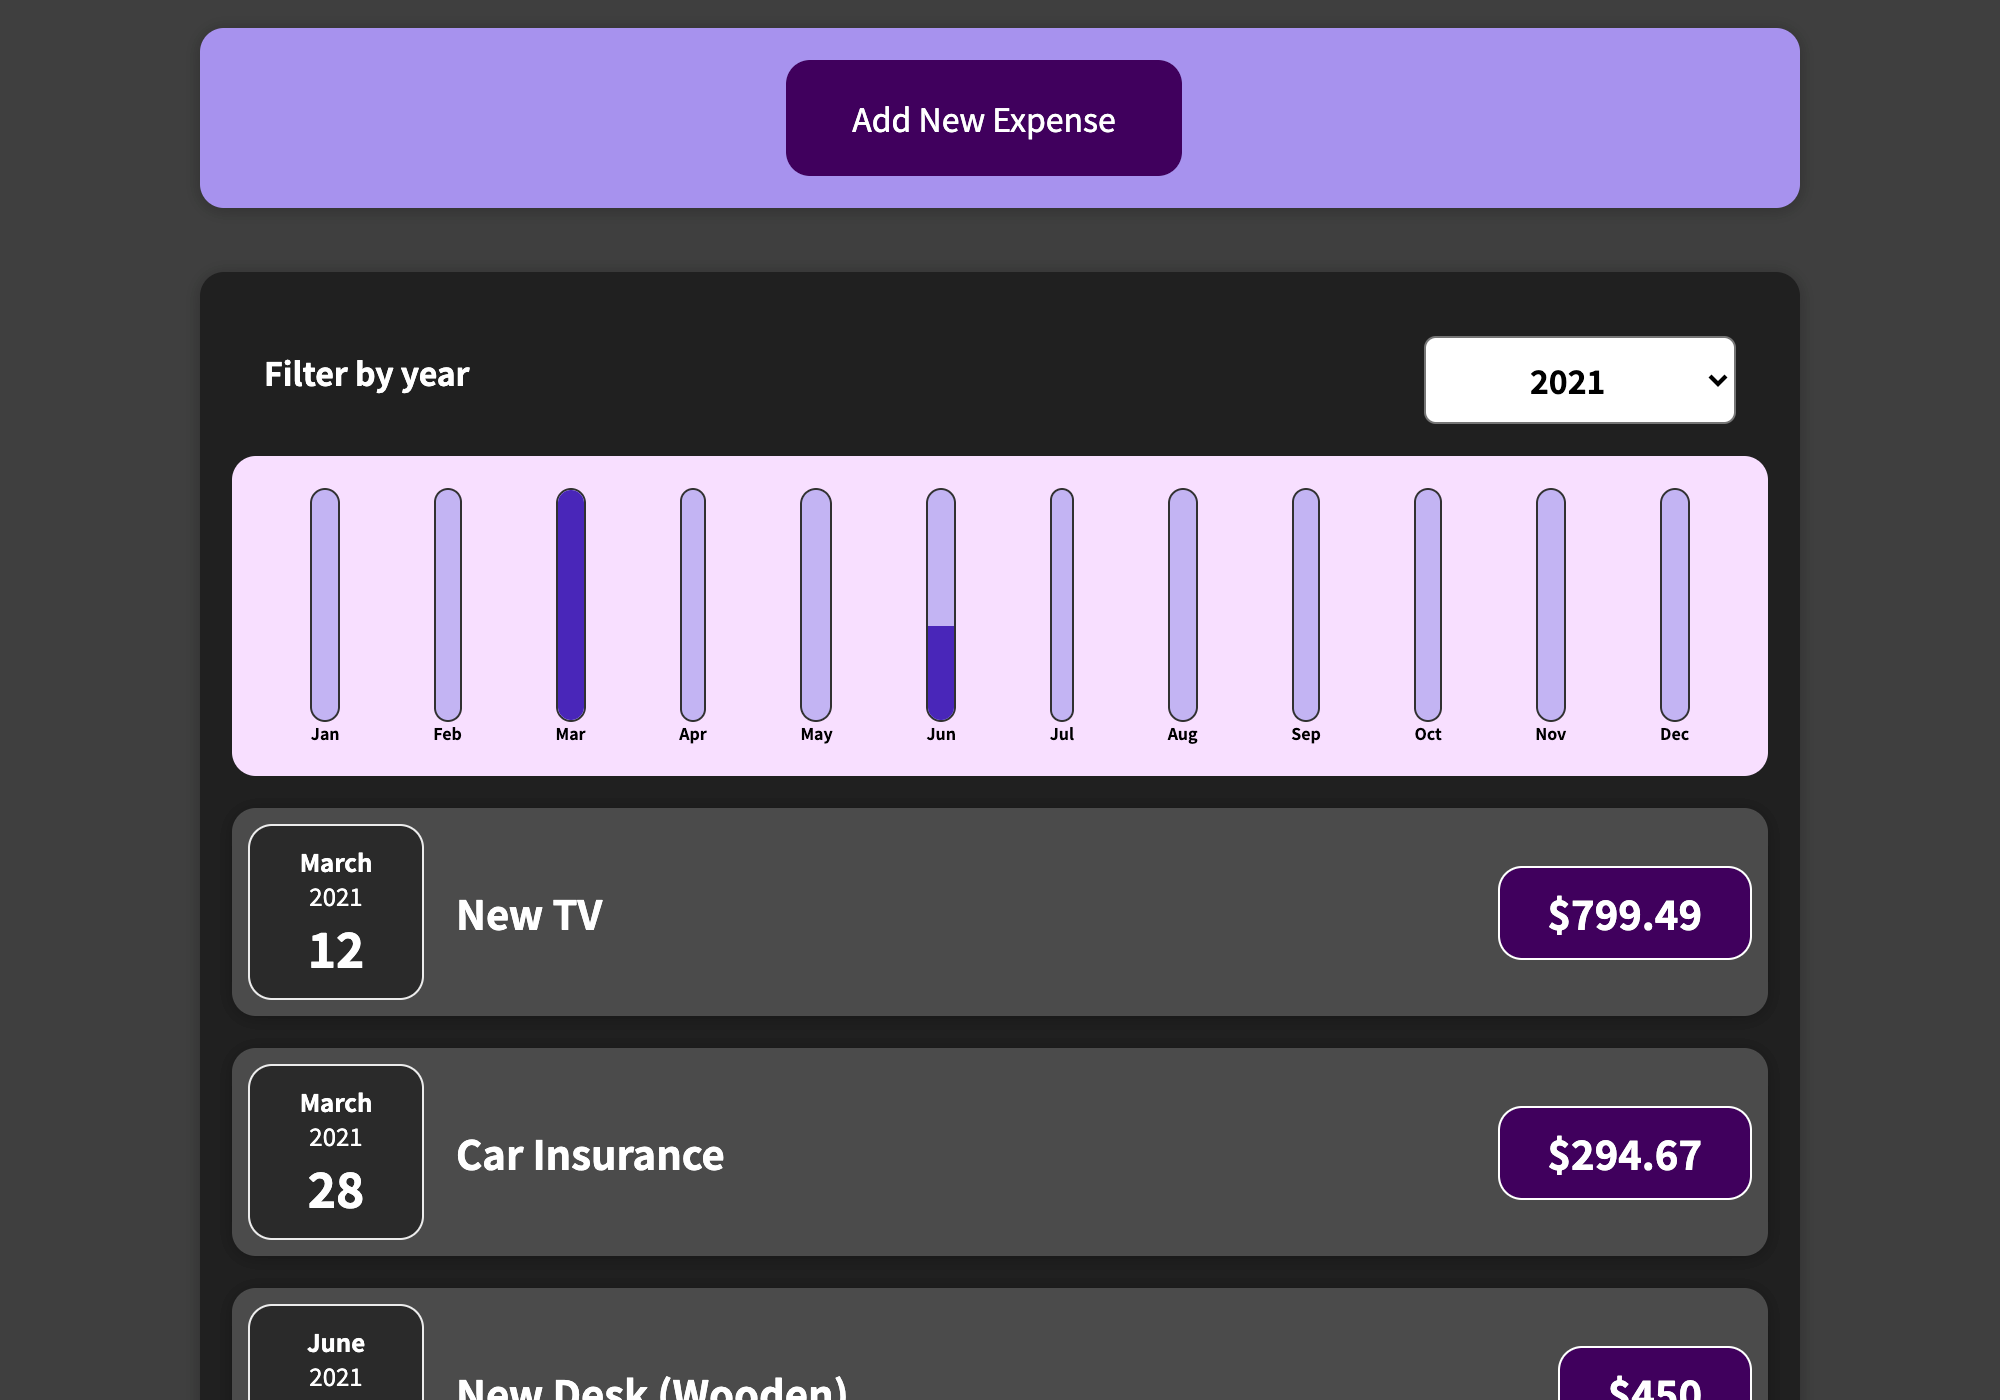 Add New Expense
Filter by year
2021
Jan Feb Mar Apr May Jun Jul Aug Sep Oct Nov Dec
March
2021
12
New TV
$799.49
March
2021
28
Car Insurance
$294.67
June
2021
New Desk (Wooden)
$450